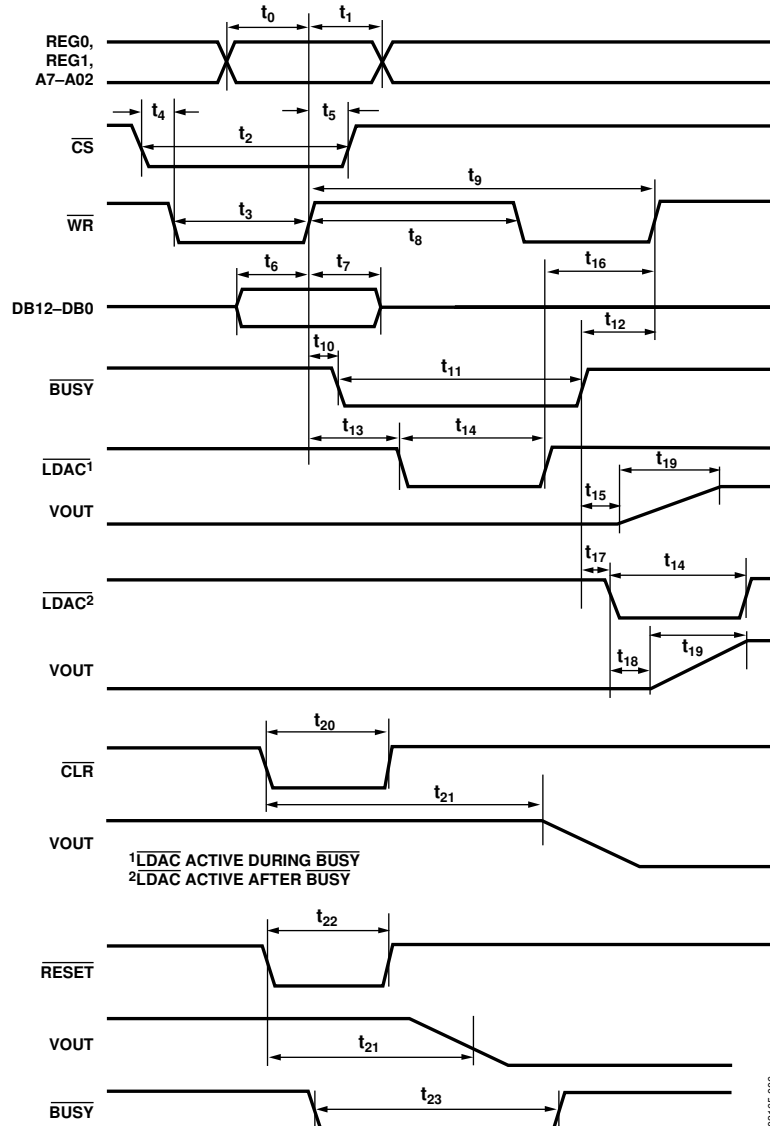 t0 t1
REG0,
REG1,
A7–A02
t4 t5
t2
CS
t9
WR
t3
t8
t6 t7 t16
DB12–DB0
t12
t10
t11
BUSY
t13 t14
LDAC1
t19
t15
VOUT
t17 t14
LDAC2
t18 t19
VOUT
t20
CLR
t21
VOUT
1LDAC ACTIVE DURING BUSY
2LDAC ACTIVE AFTER BUSY
t22
RESET
VOUT
t21
t23
BUSY